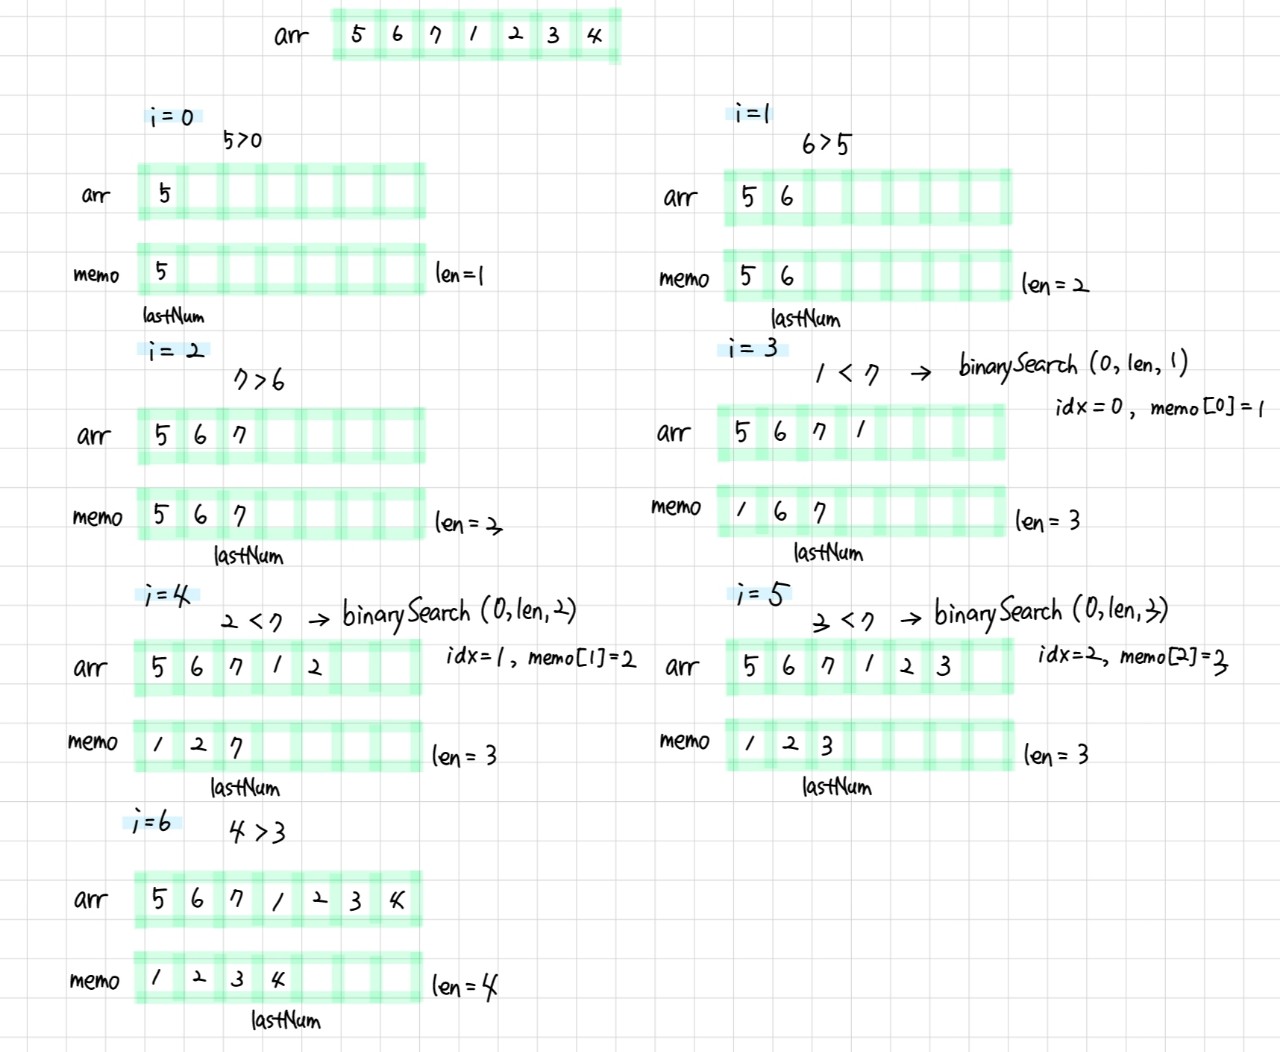 arr 5 6 7 1 2 3 4
i = 0
5>0
arr 5
memo 5 len=1
lastNum
i=1
6>5
arr 5 6
memo 5 6 len = 2
lastNum
i = 2
7>6
arr 5 6 7
memo 5 6 7 len = 3
lastNum
i = 3
1 < 7 → binarySearch (0, len, 1)
idx=0, memo[0]=1
arr 5 6 7 1
memo 1 6 7 len = 3
lastNum
i=4
2 <7 → binarySearch (0,len,2)
idx=1, memo[1]=2
arr 5 6 7 1 2
memo 1 2 7 len = 3
lastNum
i = 5
3 <7 → binarySearch (0,len,3)
idx=2, memo[2]=3
arr 5 6 7 1 2 3
memo 1 2 3 len = 3
lastNum
i=6
4 >3
arr 5 6 7 1 2 3 4
memo 1 2 3 4 len=4
lastNum